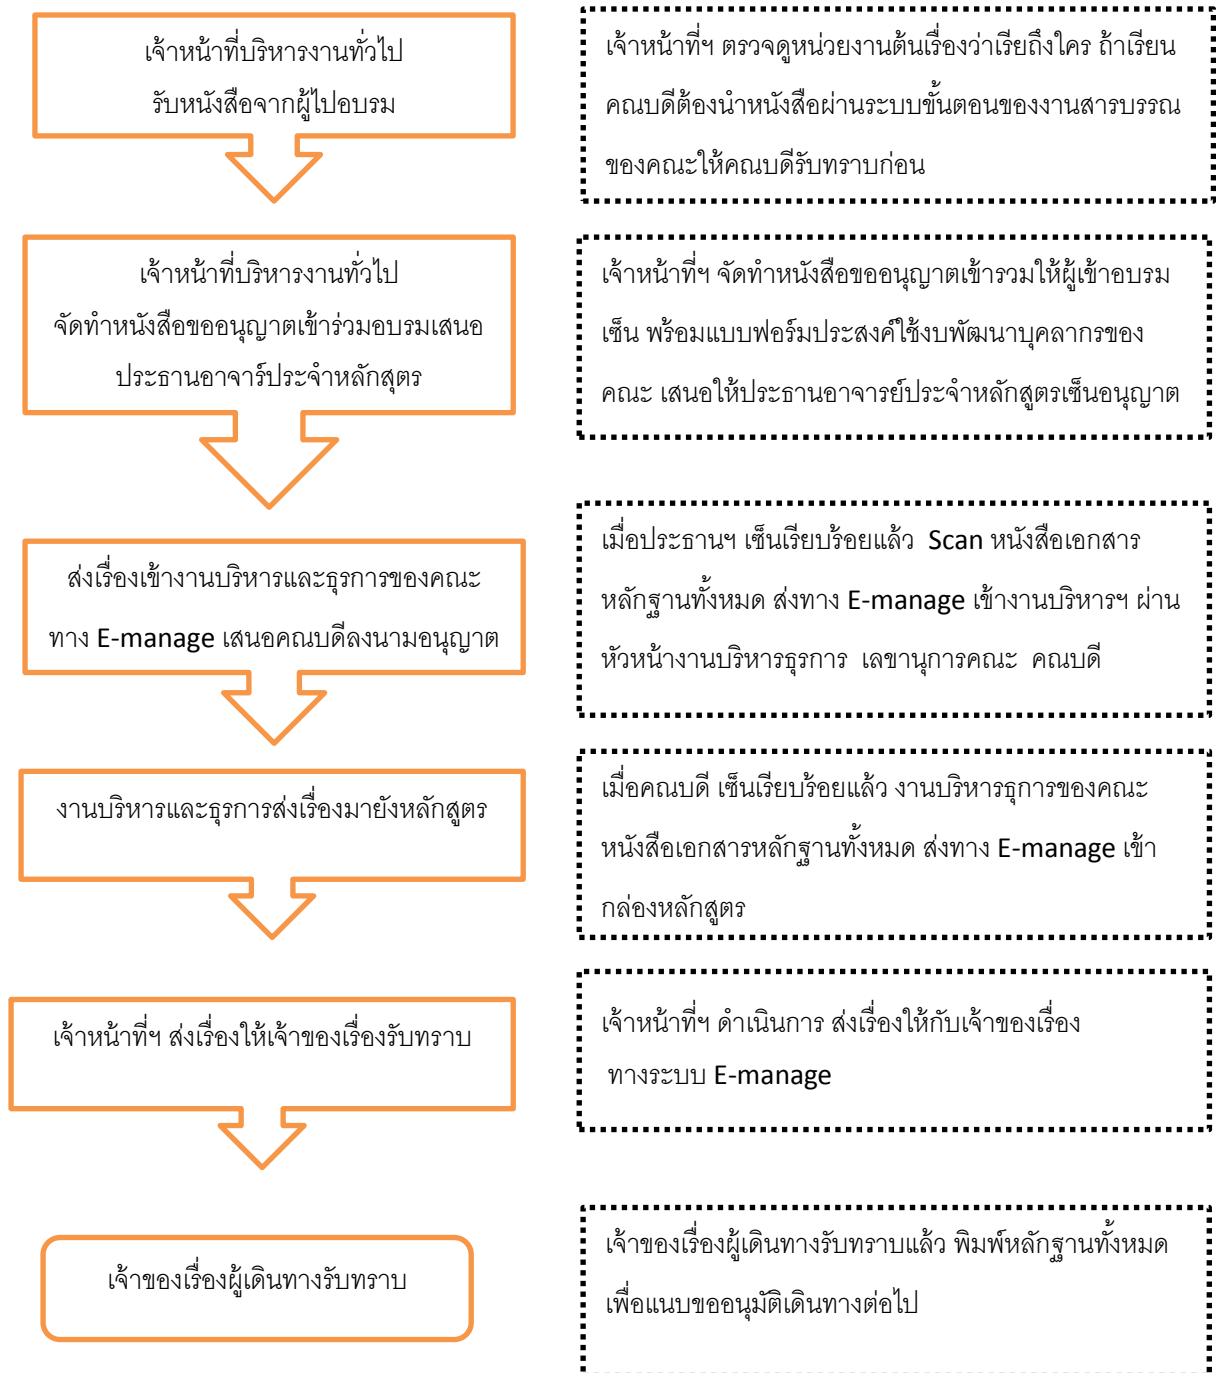 เจ้าหน้าที่บริหารงานทั่วไป
รับหนังสือจากผู้ไปอบรม
เจ้าหน้าที่ฯ ตรวจดูหน่วยงานต้นเรื่องว่าเรียถึงใคร ถ้าเรียน
คณบดีต้องนำหนังสือผ่านระบบขั้นตอนของงานสารบรรณ
ของคณะให้คณบดีรับทราบก่อน
เจ้าหน้าที่บริหารงานทั่วไป
จัดทำหนังสือขออนุญาตเข้าร่วมอบรมเสนอ
ประธานอาจาร์ประจำหลักสุตร
เจ้าหน้าที่ฯ จัดทำหนังสือขออนุญาตเข้ารวมให้ผู้เข้าอบรม
เซ็น พร้อมแบบฟอร์มประสงค์ใช้งบพัฒนาบุคลากรของ
คณะ เสนอให้ประธานอาจารย์ประจำหลักสูตรเซ็นอนุญาต
ส่งเรื่องเข้างานบริหารและธุรการของคณะ
ทาง E-manage เสนอคณบดีลงนามอนุญาต
เมื่อประธานฯ เซ็นเรียบร้อยแล้ว Scan หนังสือเอกสาร
หลักฐานทั้งหมด ส่งทาง E-manage เข้างานบริหารฯ ผ่าน
หัวหน้างานบริหารธุรการ เลขานุการคณะ คณบดี
งานบริหารและธุรการส่งเรื่องมายังหลักสูตร
เมื่อคณบดี เซ็นเรียบร้อยแล้ว งานบริหารธุการของคณะ
หนังสือเอกสารหลักฐานทั้งหมด ส่งทาง E-manage เข้า
กล่องหลักสูตร
เจ้าหน้าที่ฯ ส่งเรื่องให้เจ้าของเรื่องรับทราบ
เจ้าหน้าที่ฯ ดำเนินการ ส่งเรื่องให้กับเจ้าของเรื่อง
ทางระบบ E-manage
เจ้าของเรื่องผู้เดินทางรับทราบ
เจ้าของเรื่องผู้เดินทางรับทราบแล้ว พิมพ์หลักฐานทั้งหมด
เพื่อแนบขออนุมัติเดินทางต่อไป